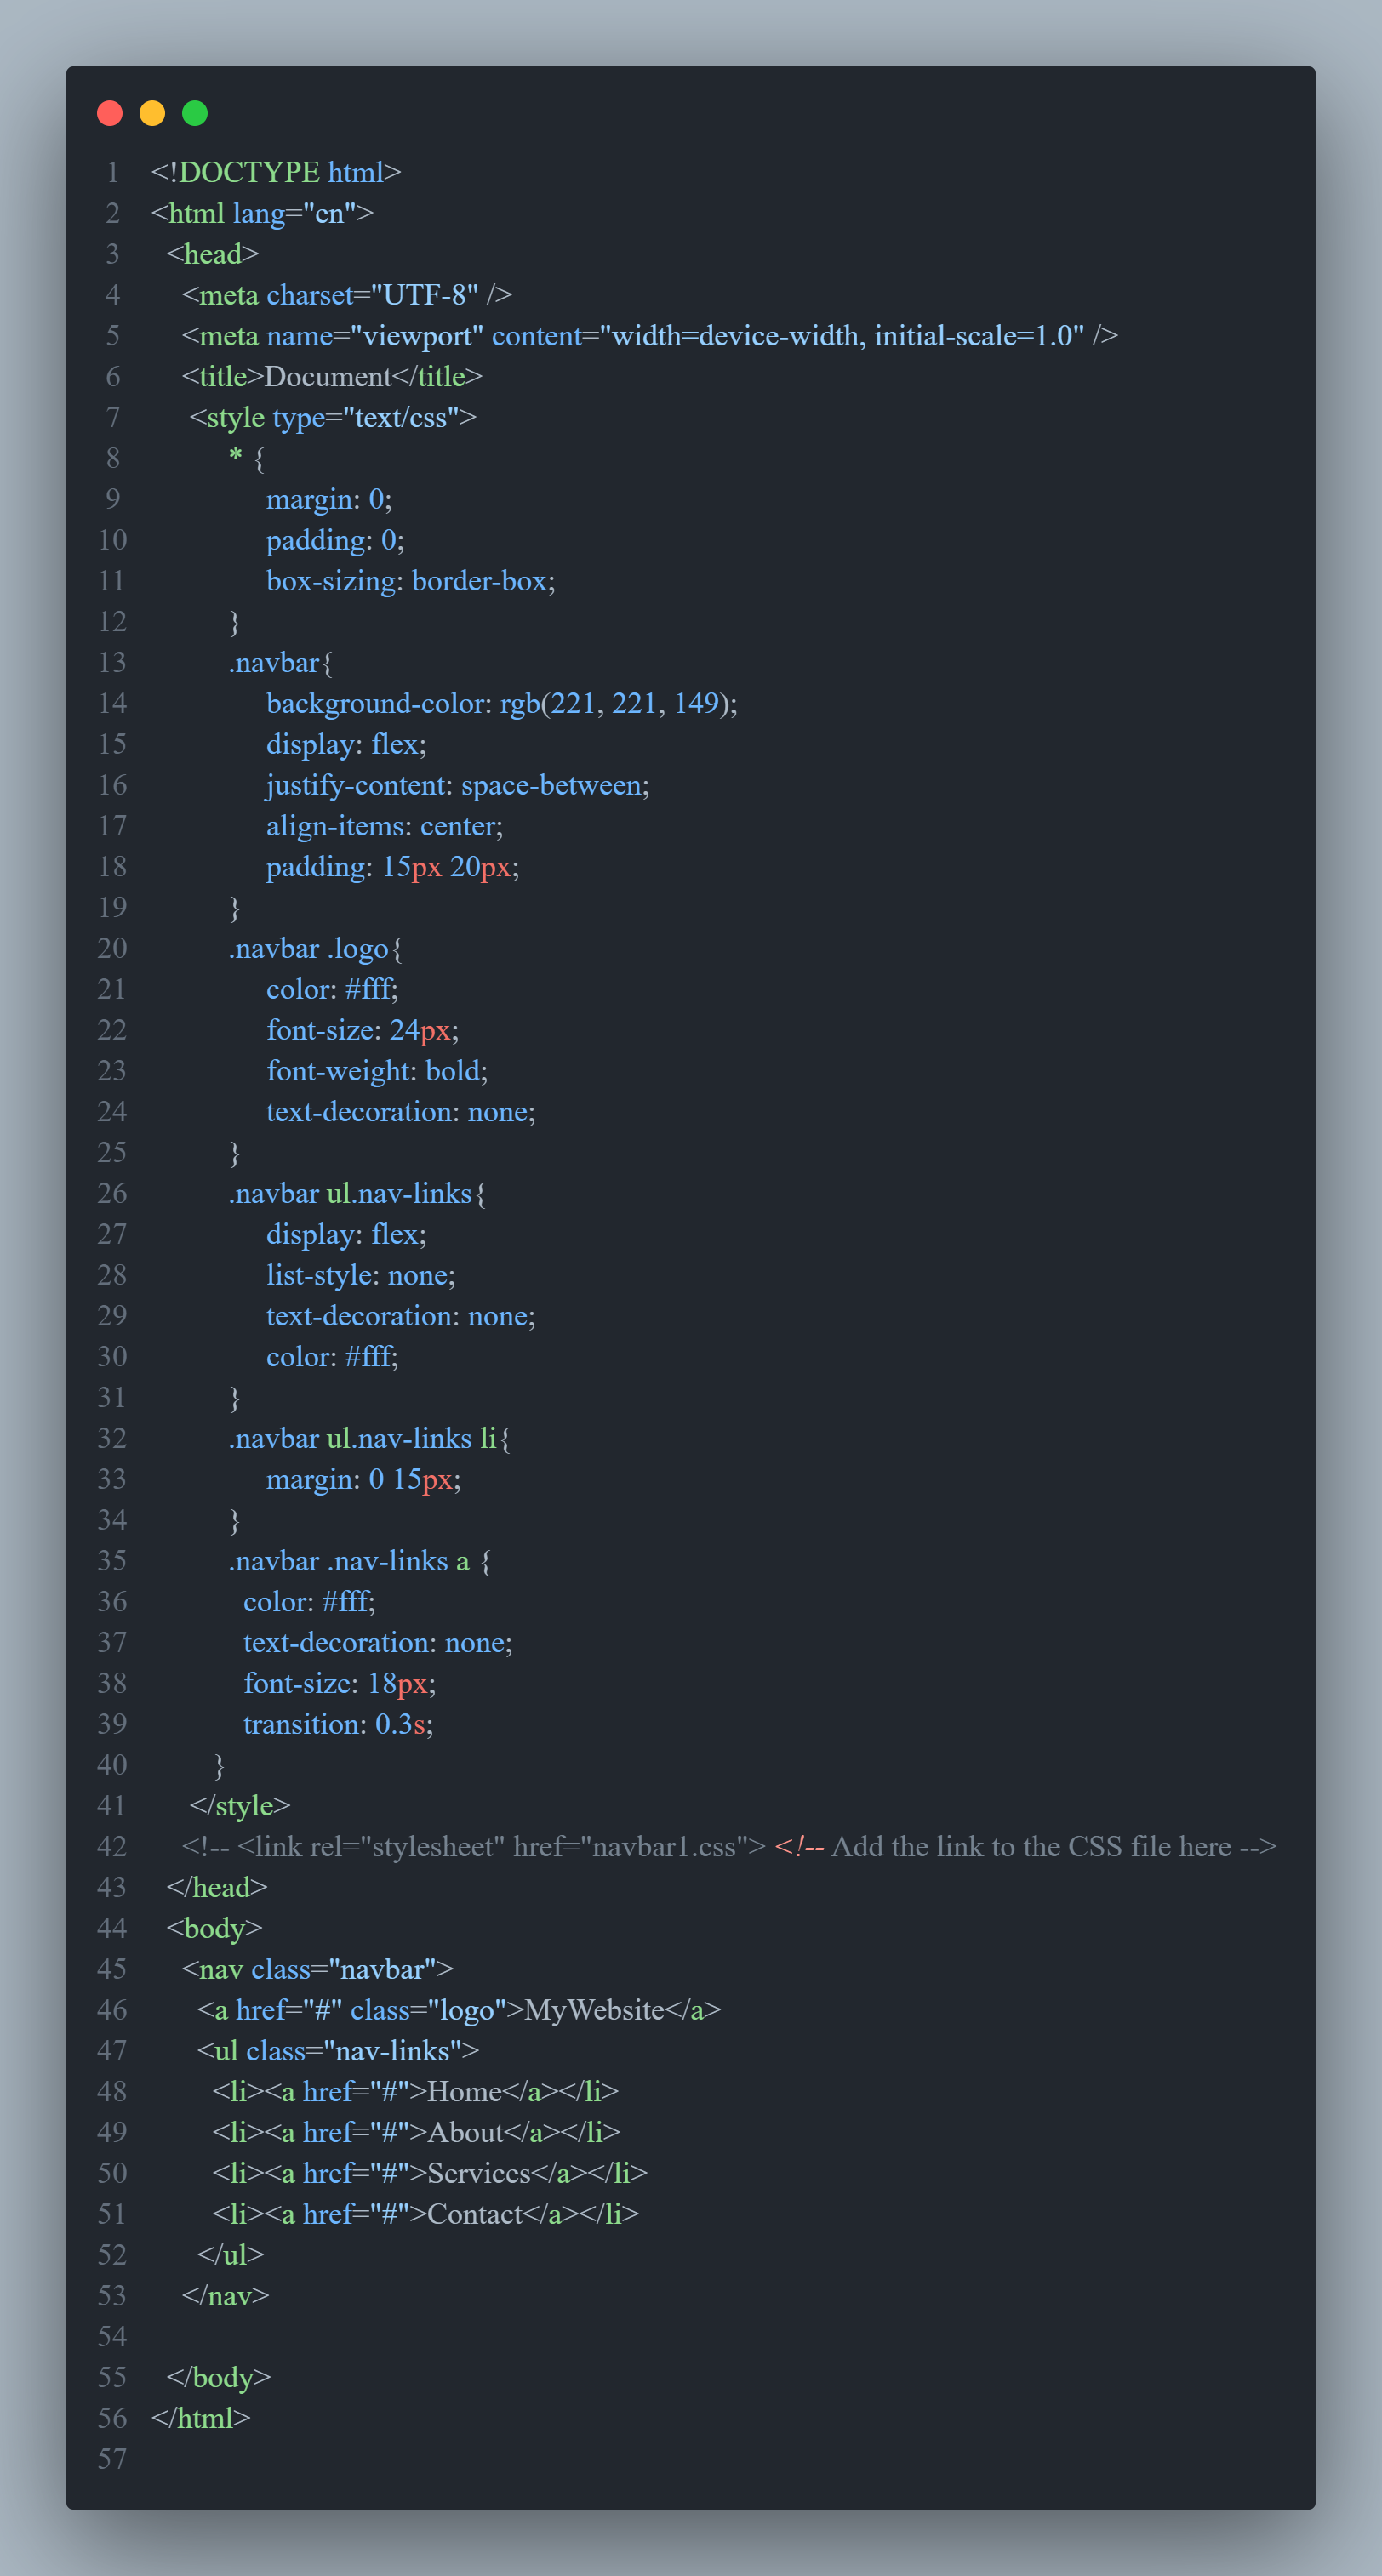 1 <!DOCTYPE html>
2 <html lang="en">
3   <head>
4     <meta charset="UTF-8" />
5     <meta name="viewport" content="width=device-width, initial-scale=1.0" />
6     <title>Document</title>
7      <style type="text/css">
8           * {
9                margin: 0;
10                padding: 0;
11                box-sizing: border-box;
12           }
13           .navbar{
14                background-color: rgb(221, 221, 149);
15                display: flex;
16                justify-content: space-between;
17                align-items: center;
18                padding: 15px 20px;
19           }
20           .navbar .logo{
21                color: #fff;
22                font-size: 24px;
23                font-weight: bold;
24                text-decoration: none;
25           }
26           .navbar ul.nav-links{
27                display: flex;
28                list-style: none;
29                text-decoration: none;
30                color: #fff;
31           }
32           .navbar ul.nav-links li{
33                margin: 0 15px;
34           }
35           .navbar .nav-links a {
36             color: #fff;
37             text-decoration: none;
38             font-size: 18px;
39             transition: 0.3s;
40         }
41      </style>
42     <!-- <link rel="stylesheet" href="navbar1.css"> <!-- Add the link to the CSS file here -->
43   </head>
44   <body>
45     <nav class="navbar">
46       <a href="#" class="logo">MyWebsite</a>
47       <ul class="nav-links">
48         <li><a href="#">Home</a></li>
49         <li><a href="#">About</a></li>
50         <li><a href="#">Services</a></li>
51         <li><a href="#">Contact</a></li>
52       </ul>
53     </nav>
54
55   </body>
56 </html>
57